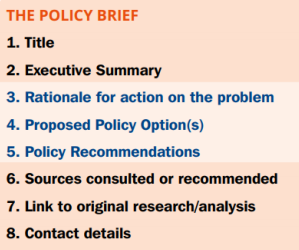 THE POLICY BRIEF
1. Title
2. Executive Summary
3. Rationale for action on the problem
4. Proposed Policy Option(s)
5. Policy Recommendations
6. Sources consulted or recommended
7. Link to original research/analysis
8. Contact details